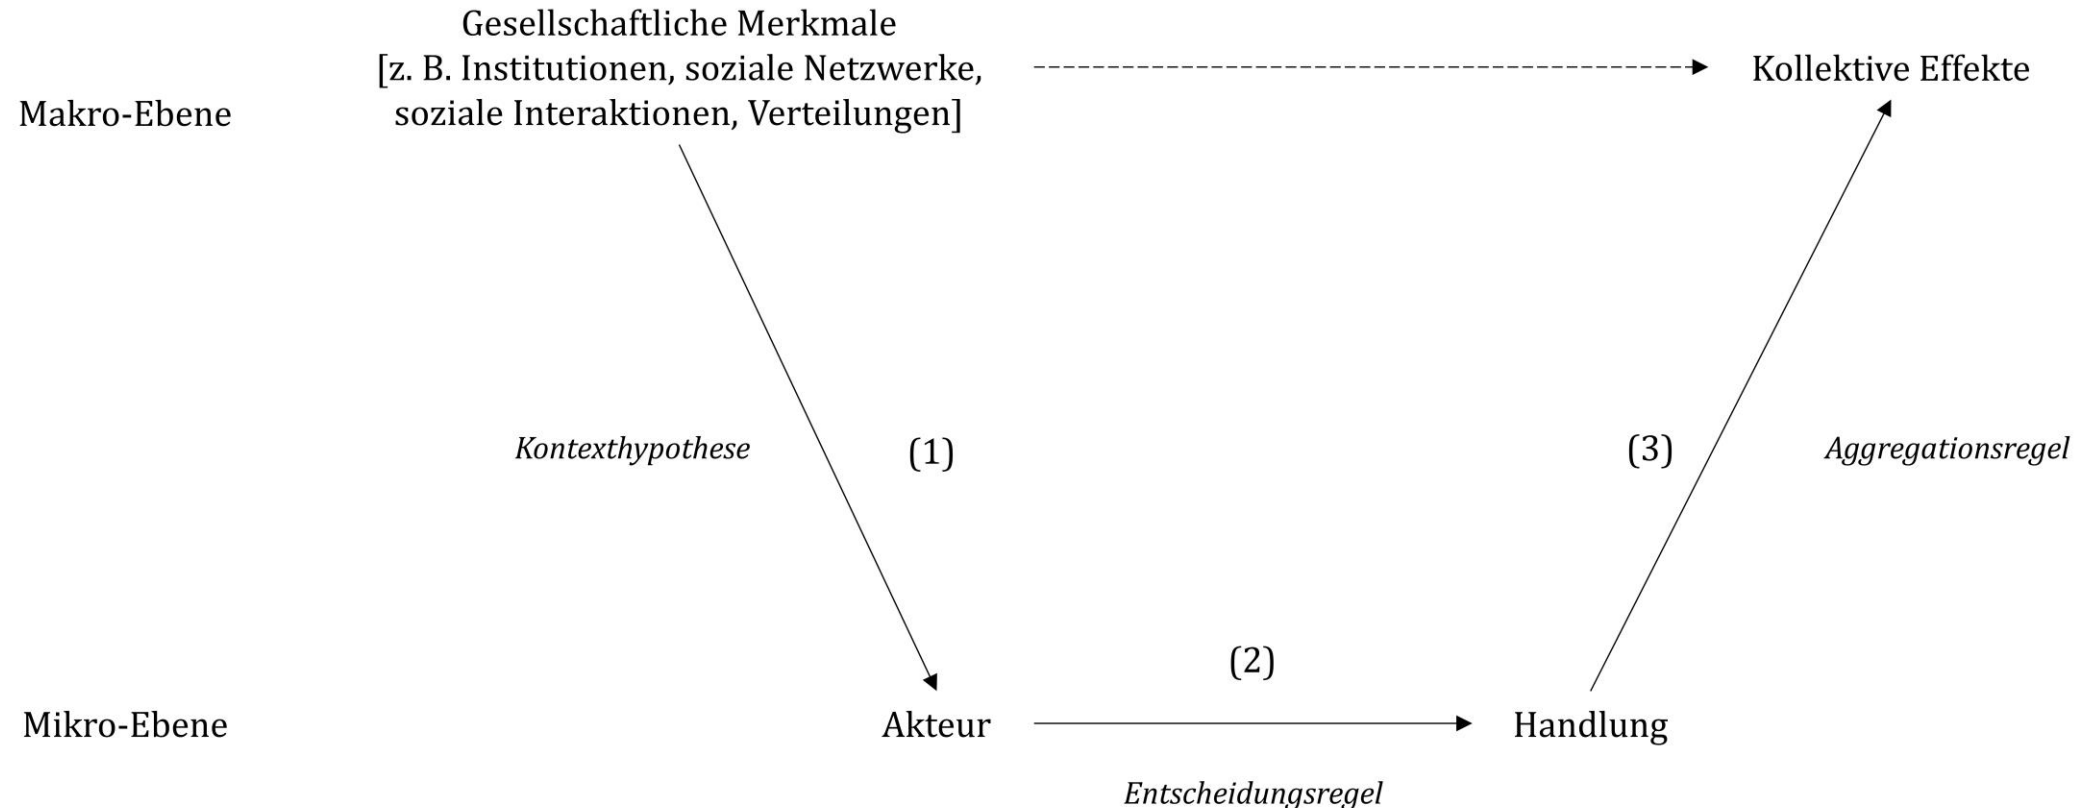 Gesellschaftliche Merkmale
[z. B. Institutionen, soziale Netzwerke,
soziale Interaktionen, Verteilungen]
Kollektive Effekte
Makro-Ebene
Kontexthypothese
(1)
(3)
Aggregationsregel
(2)
Mikro-Ebene
Akteur
Handlung
Entscheidungsregel